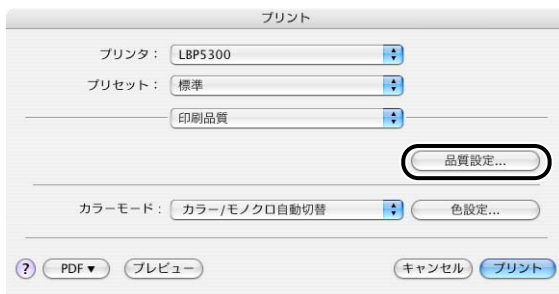 プリント
プリンタ： LBP5300
プリセット： 標準
印刷品質
品質設定...
カラーモード： カラー/モノクロ自動切替 色設定...
? PDF▼ プレビュー キャンセル プリント